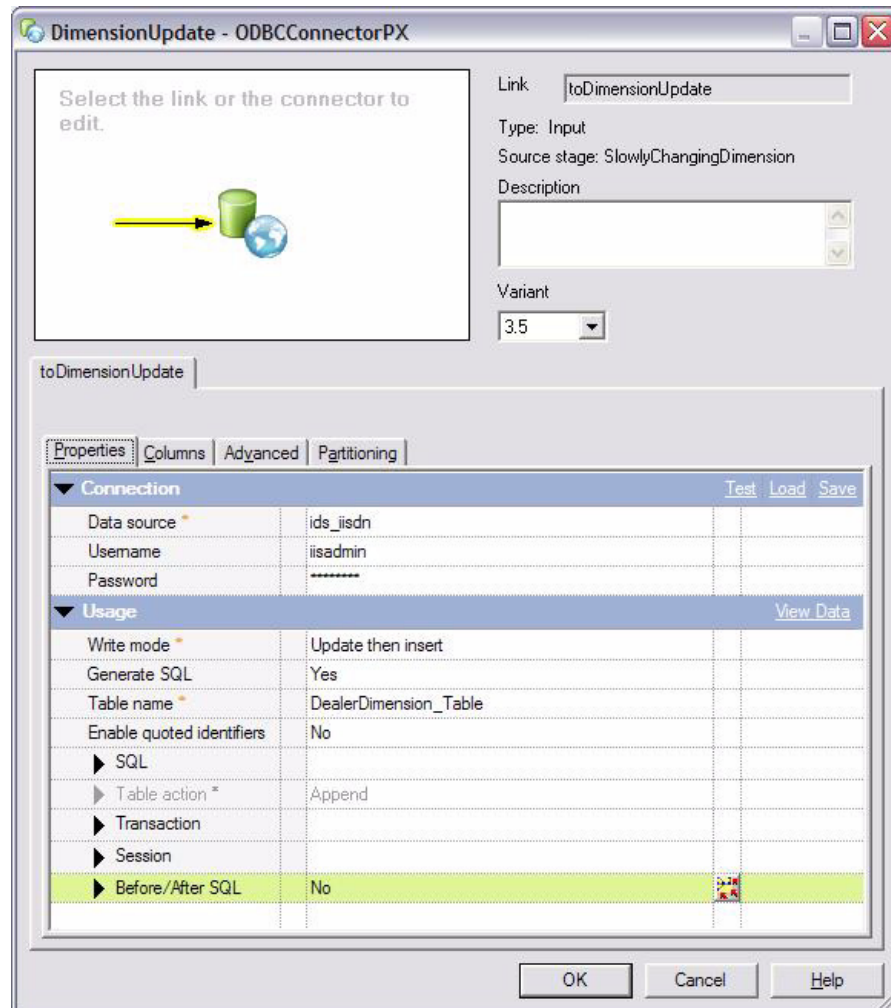 DimensionUpdate - ODBCConnectorPX
Select the link or the connector to
edit.
Link toDimensionUpdate
Type: Input
Source stage: SlowlyChangingDimension
Description
Variant
3.5
toDimensionUpdate
Properties Columns Advanced Partitioning
Connection Test Load Save
Data source * ids_iisdn
Username iisadmin
Password ********
Usage View Data
Write mode * Update then insert
Generate SQL Yes
Table name * DealerDimension_Table
Enable quoted identifiers No
SQL
Table action * Append
Transaction
Session
Before/After SQL No
OK Cancel Help